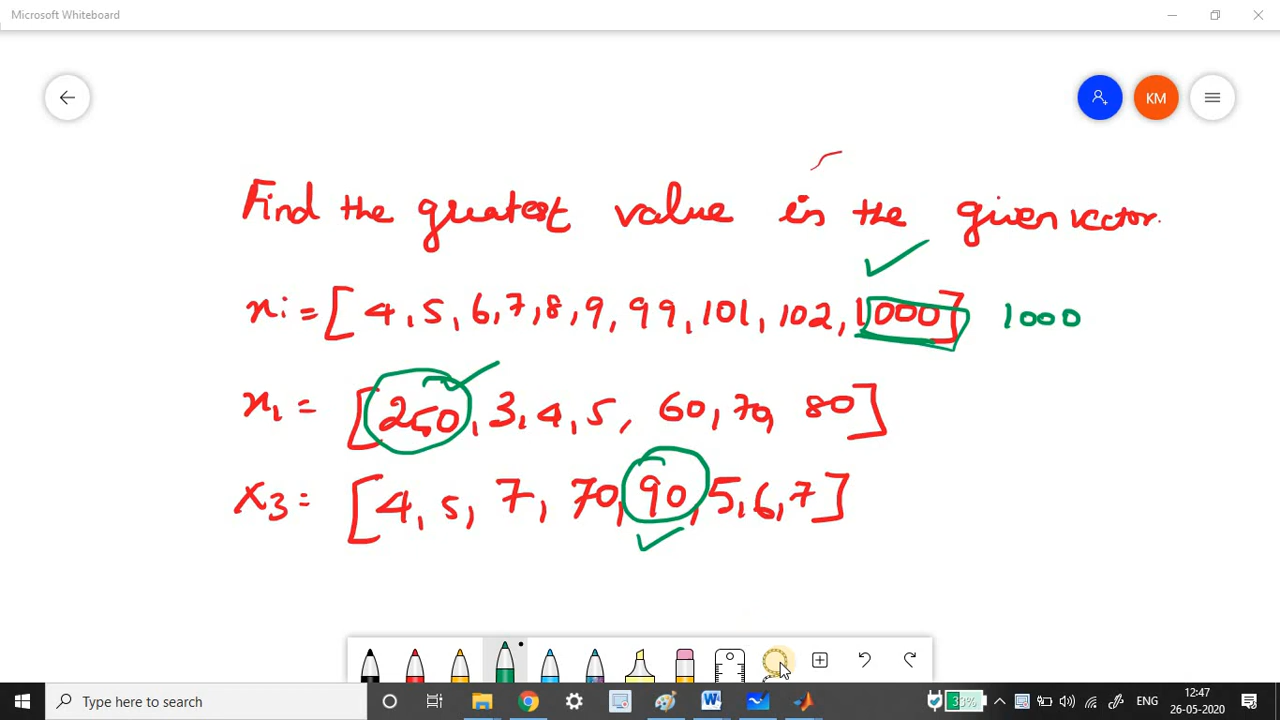 Microsoft Whiteboard
KM
Find the greatest value in the given vector.
xi = [4, 5, 6, 7, 8, 9, 99, 101, 102, 1000] 1000
x1 = [250, 3, 4, 5, 60, 70, 80]
x3 = [4, 5, 7, 70, 90, 5, 6, 7]
Type here to search
33%
ENG
12:47
26-05-2020